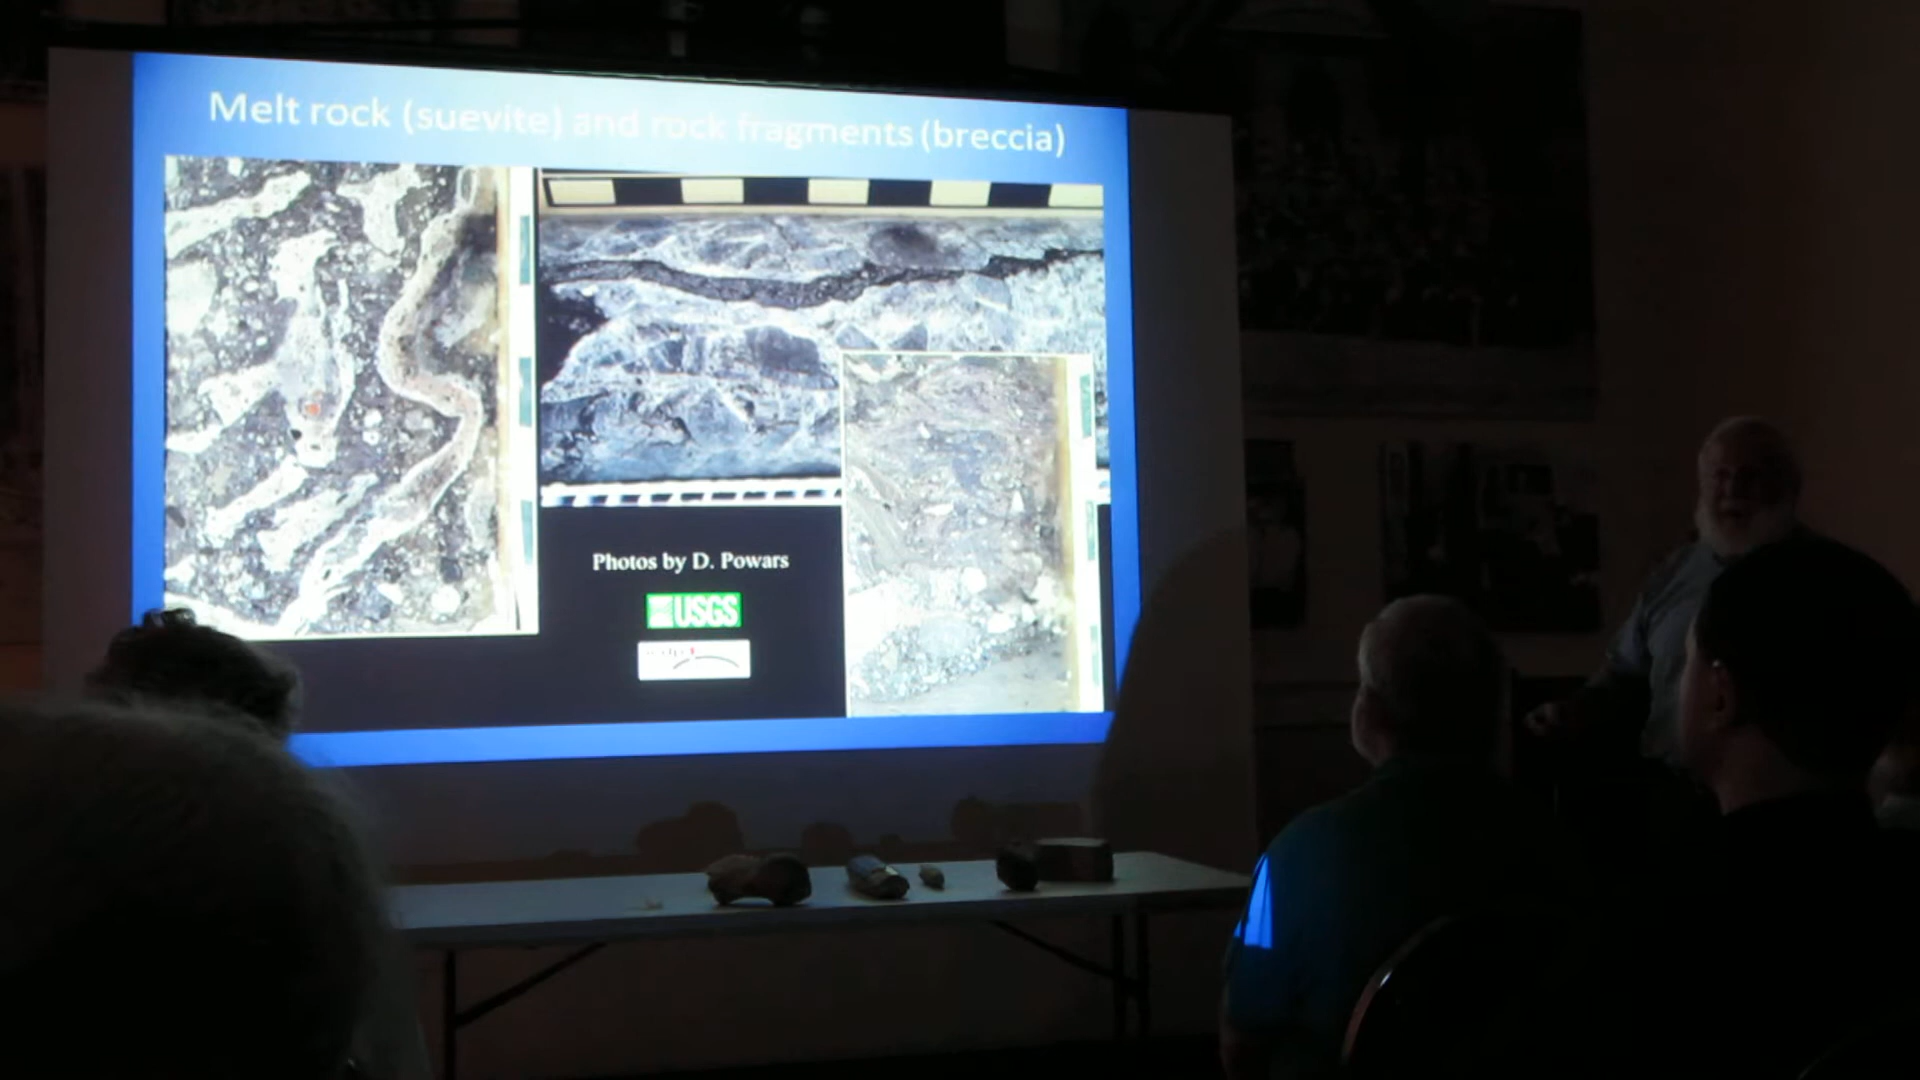 Melt rock (suevite) and rock fragments (breccia)
Photos by D. Powars
USGS